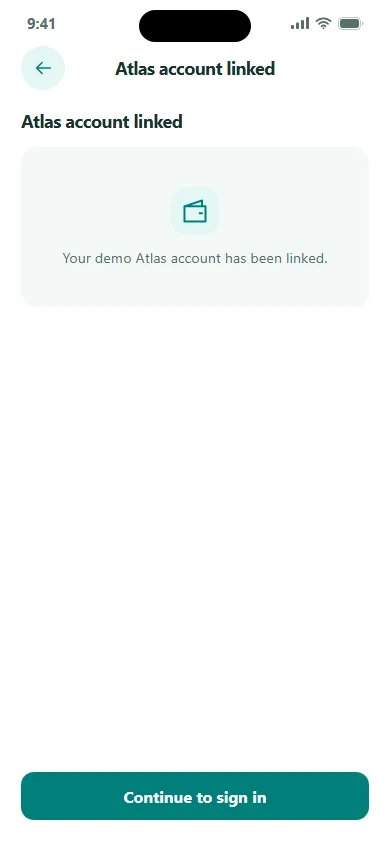 9:41
Atlas account linked
Atlas account linked
Your demo Atlas account has been linked.
Continue to sign in